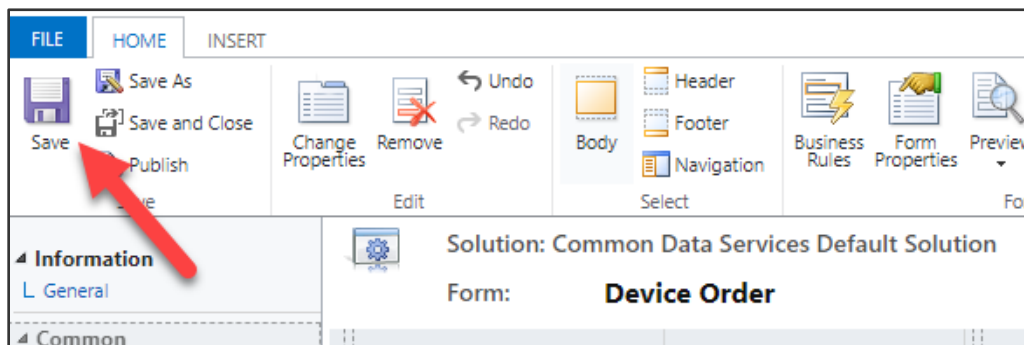 FILE HOME INSERT
Save
Save As
Save and Close
Publish
Change
Properties
Remove
Undo
Redo
Edit
Body
Header
Footer
Navigation
Select
Business
Rules
Form
Properties
Preview
Information
General
Solution: Common Data Services Default Solution
Form: Device Order
Common